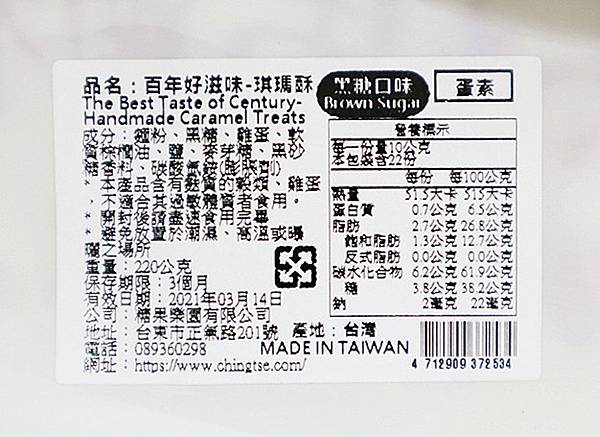 品名：百年好滋味-琪瑪酥
The Best Taste of Century-
Handmade Caramel Treats
黑糖口味
Brown Sugar
蛋素
成分：麵粉、黑糖、雞蛋、軟
質棕櫚油、鹽、麥芽糖、黑砂
糖香料、碳酸氫銨(膨脹劑)
* 本產品含有麩質的穀類、雞蛋
、不適合其過敏體質者食用。
* 開封後請盡速食用完畢
* 避免放置於潮濕、高溫或曝
曬之場所
重量：220公克
保存期限：3個月
有效日期：2021年03月14日
公司：糖果樂園有限公司
地址：台東市正氣路201號
電話：089360298
網址：https://www.chingtse.com/
產地：台灣
MADE IN TAIWAN
營養標示
每一份量10公克
本包裝含22份
每份 每100公克
熱量 51.5大卡 515大卡
蛋白質 0.7公克 6.5公克
脂肪 2.7公克 26.8公克
飽和脂肪 1.3公克 12.7公克
反式脂肪 0.0公克 0.0公克
碳水化合物 6.2公克 61.9公克
糖 3.8公克 38.2公克
鈉 2毫克 22毫克
4 712909 372534